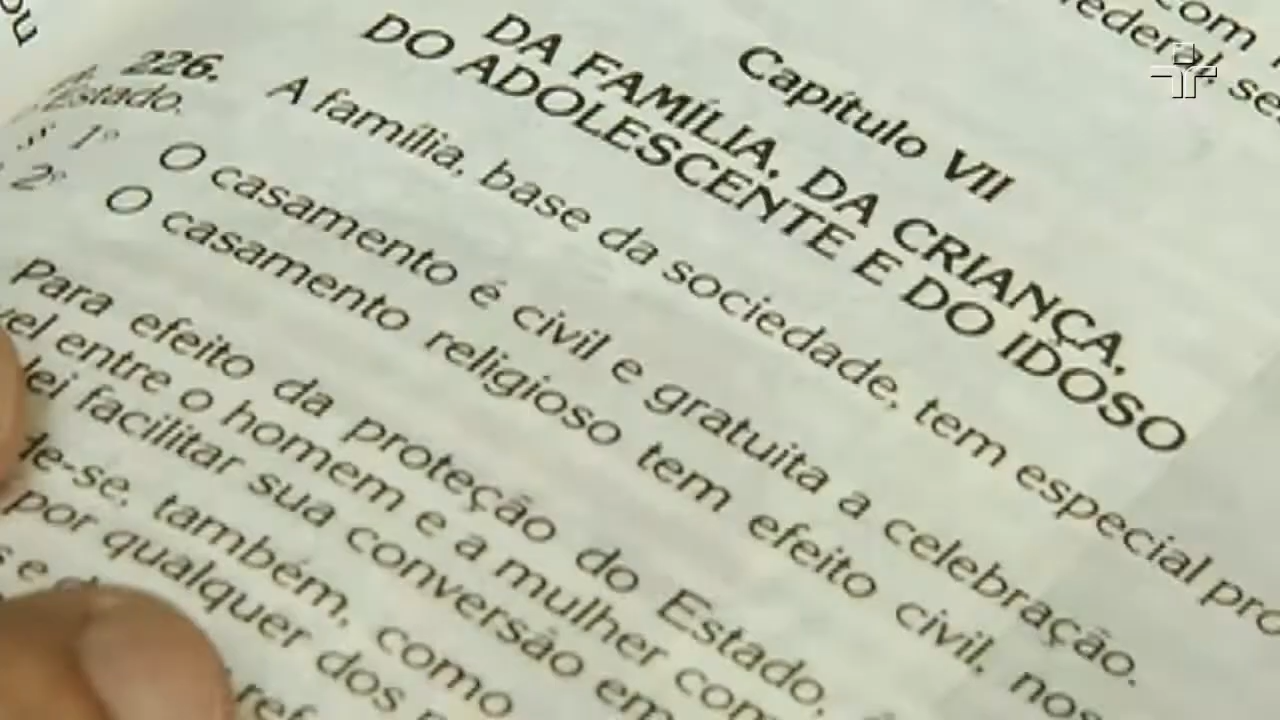 com
federal, se
Capítulo VII
DA FAMÍLIA, DA CRIANÇA,
DO ADOLESCENTE E DO IDOSO
226. A família, base da sociedade, tem especial pro
Estado.
1º O casamento é civil e gratuita a celebração.
2º O casamento religioso tem efeito civil, nos
Para efeito da proteção do Estado,
vel entre o homem e a mulher com
lei facilitar sua conversão em
de-se, também, como
por qualquer dos
s e
ref